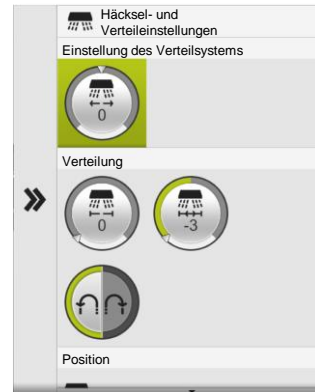 Häcksel- und
Verteileinstellungen
Einstellung des Verteilsystems
0
Verteilung
0
-3
Position